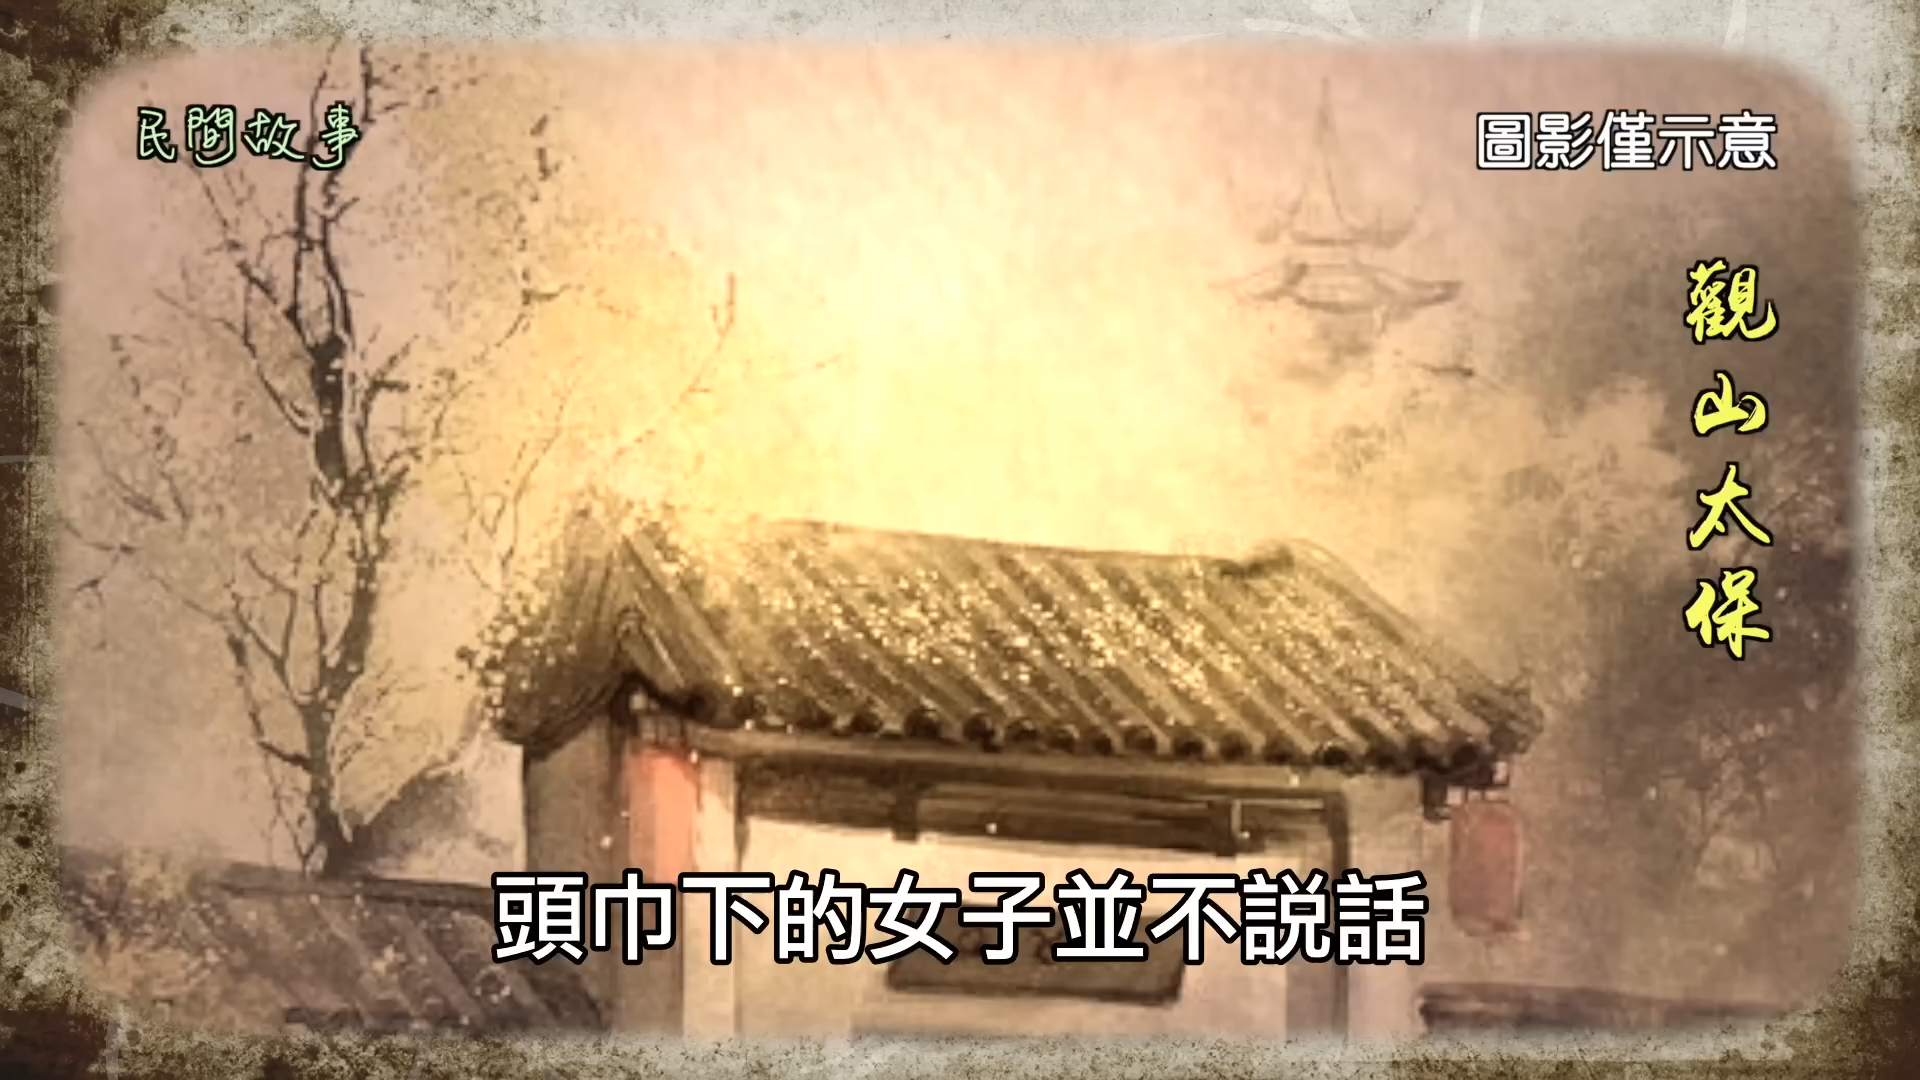 民間故事
圖影僅示意
觀山太保
頭巾下的女子並不説話